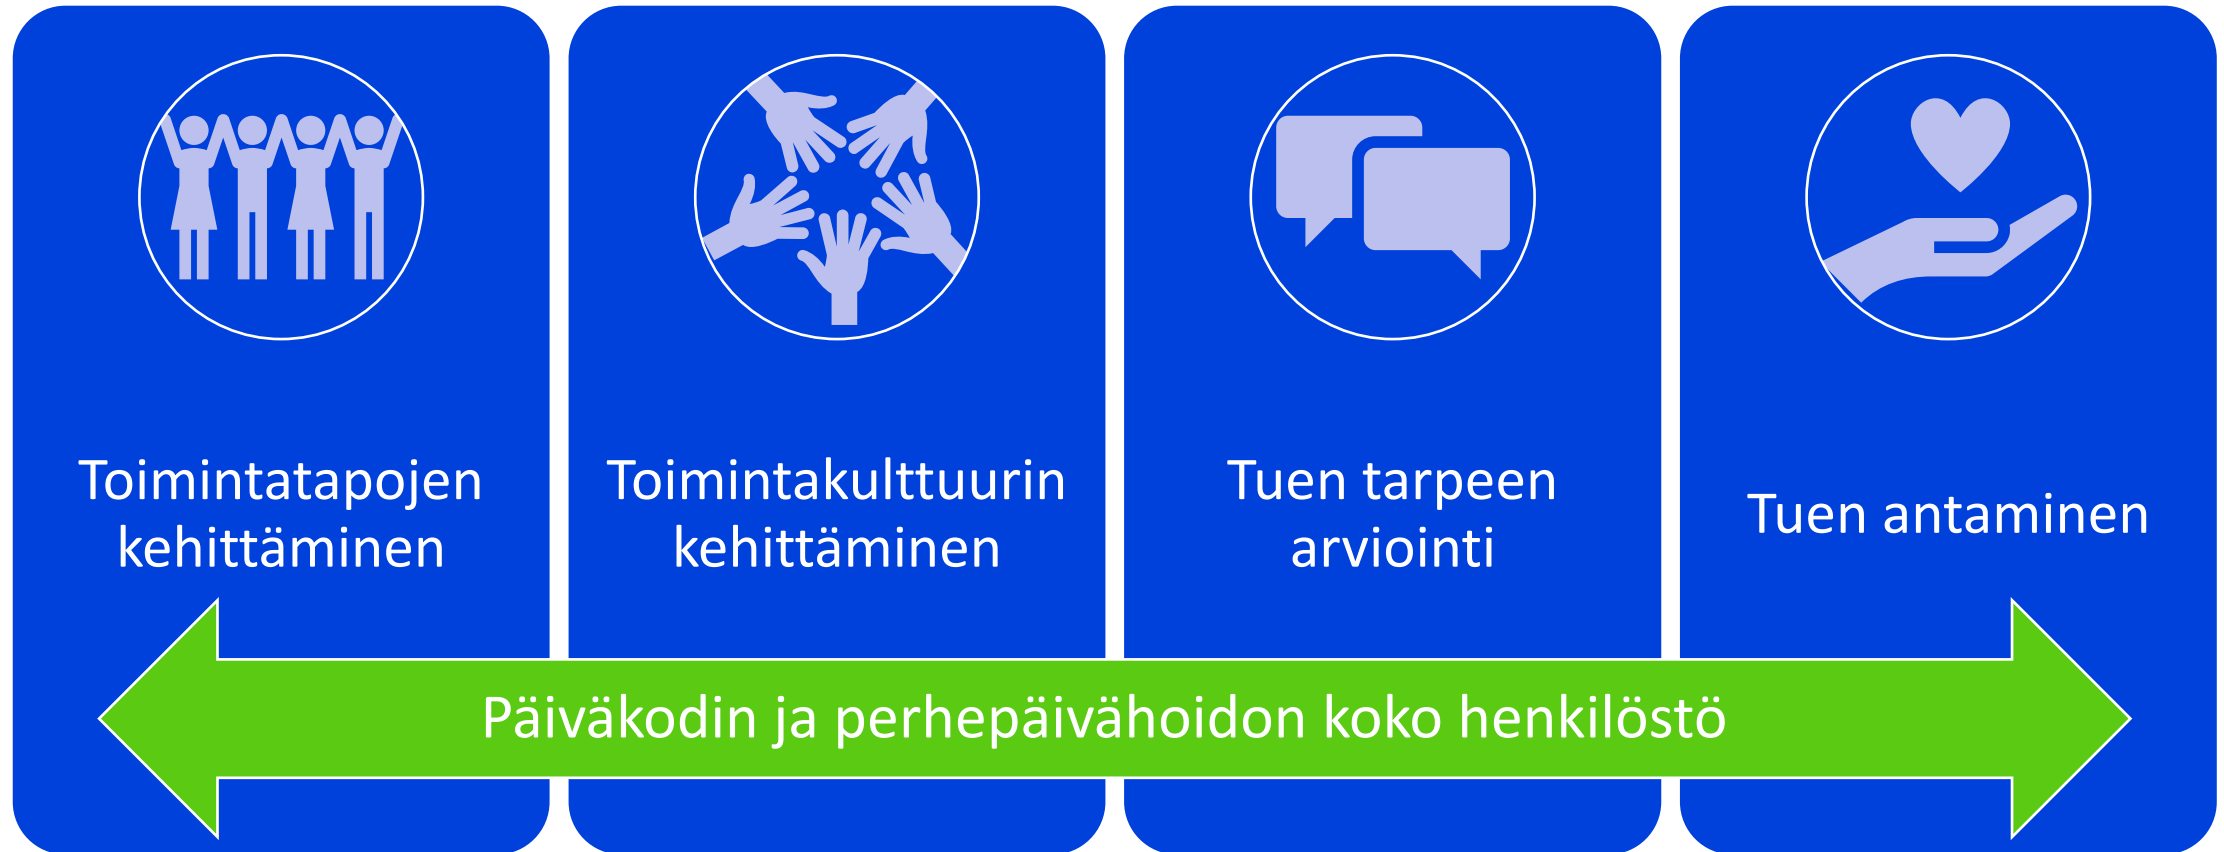 Toimintatapojen
kehittäminen
Toimintakulttuurin
kehittäminen
Tuen tarpeen
arviointi
Tuen antaminen
Päiväkodin ja perhepäivähoidon koko henkilöstö